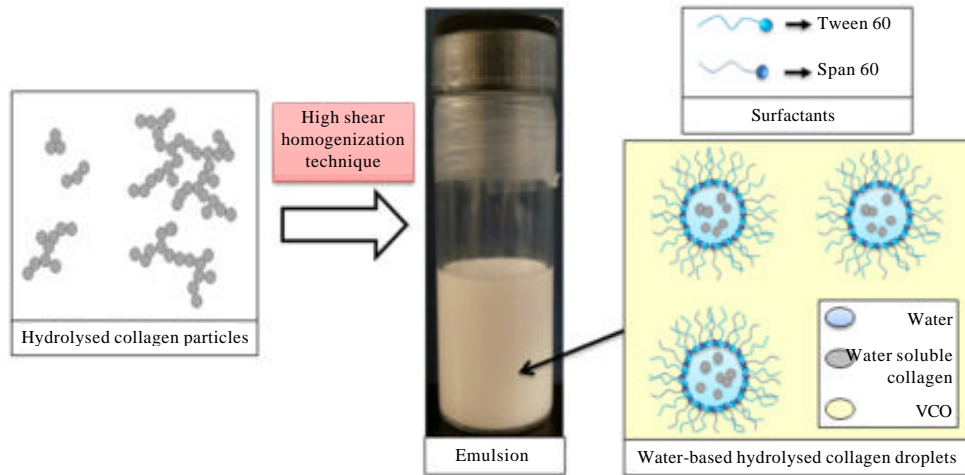 Hydrolysed collagen particles
High shear
homogenization
technique
Emulsion
Tween 60
Span 60
Surfactants
Water
Water soluble
collagen
VCO
Water-based hydrolysed collagen droplets